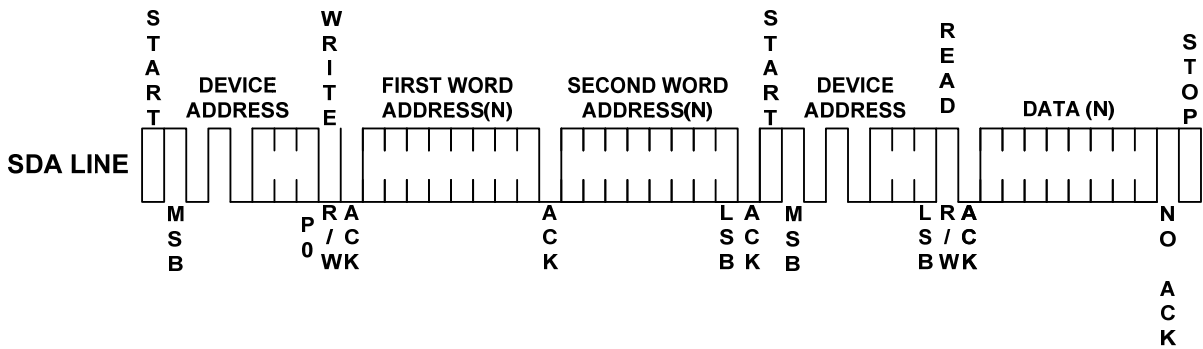 START
WRITE
START
READ
STOP
DEVICE
ADDRESS
FIRST WORD
ADDRESS(N)
SECOND WORD
ADDRESS(N)
DEVICE
ADDRESS
DATA (N)
SDA LINE
MSB
P0
R/W
ACK
ACK
LSB
ACK
MSB
LSB
R/W
ACK
NO ACK